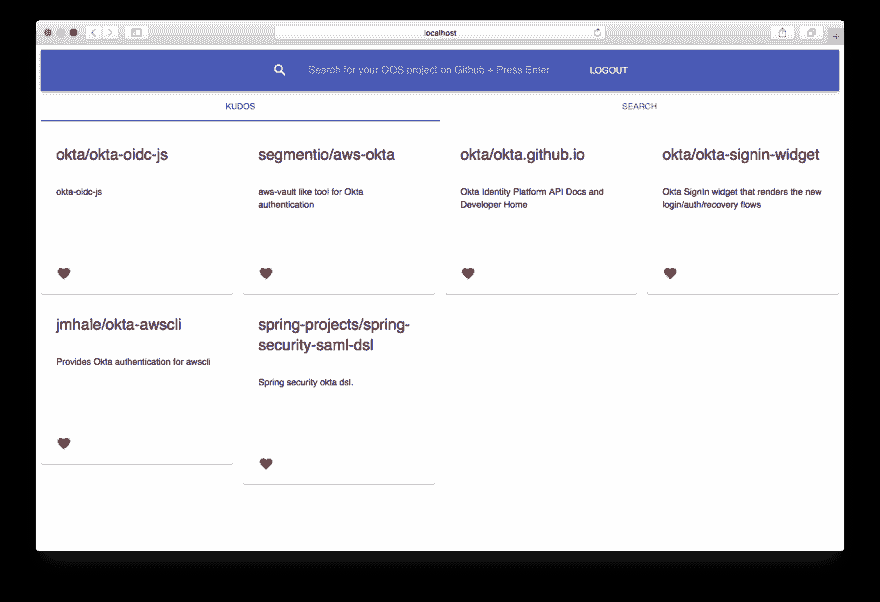 localhost
Search for your OOS project on Github + Press Enter
LOGOUT
KUDOS
SEARCH
okta/okta-oidc-js
okta-oidc-js
segmentio/aws-okta
aws-vault like tool for Okta
authentication
okta/okta.github.io
Okta Identity Platform API Docs and
Developer Home
okta/okta-signin-widget
Okta SignIn widget that renders the new
login/auth/recovery flows
jmhale/okta-awscli
Provides Okta authentication for awscli
spring-projects/spring-
security-saml-dsl
Spring security okta dsl.